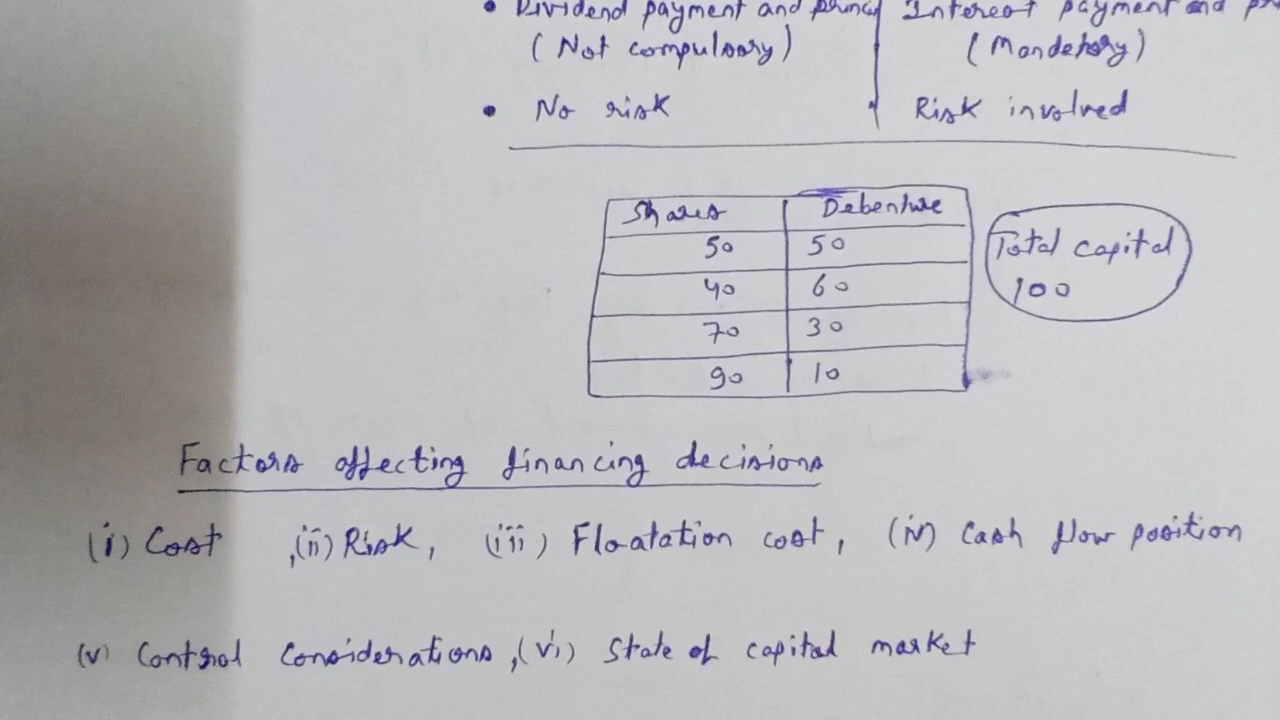 • Dividend payment and Interest payment and
(Not compulsory) (Mandetory)
• No risk Risk involved
Shares Debenture
50 50
Total capital
40 60
100
70 30
90 10
Factors affecting financing decisions
(i) Cost ,(ii) Risk, (iii) Floatation cost, (iv) Cash flow position
(v) Control Considerations,(vi) State of capital market